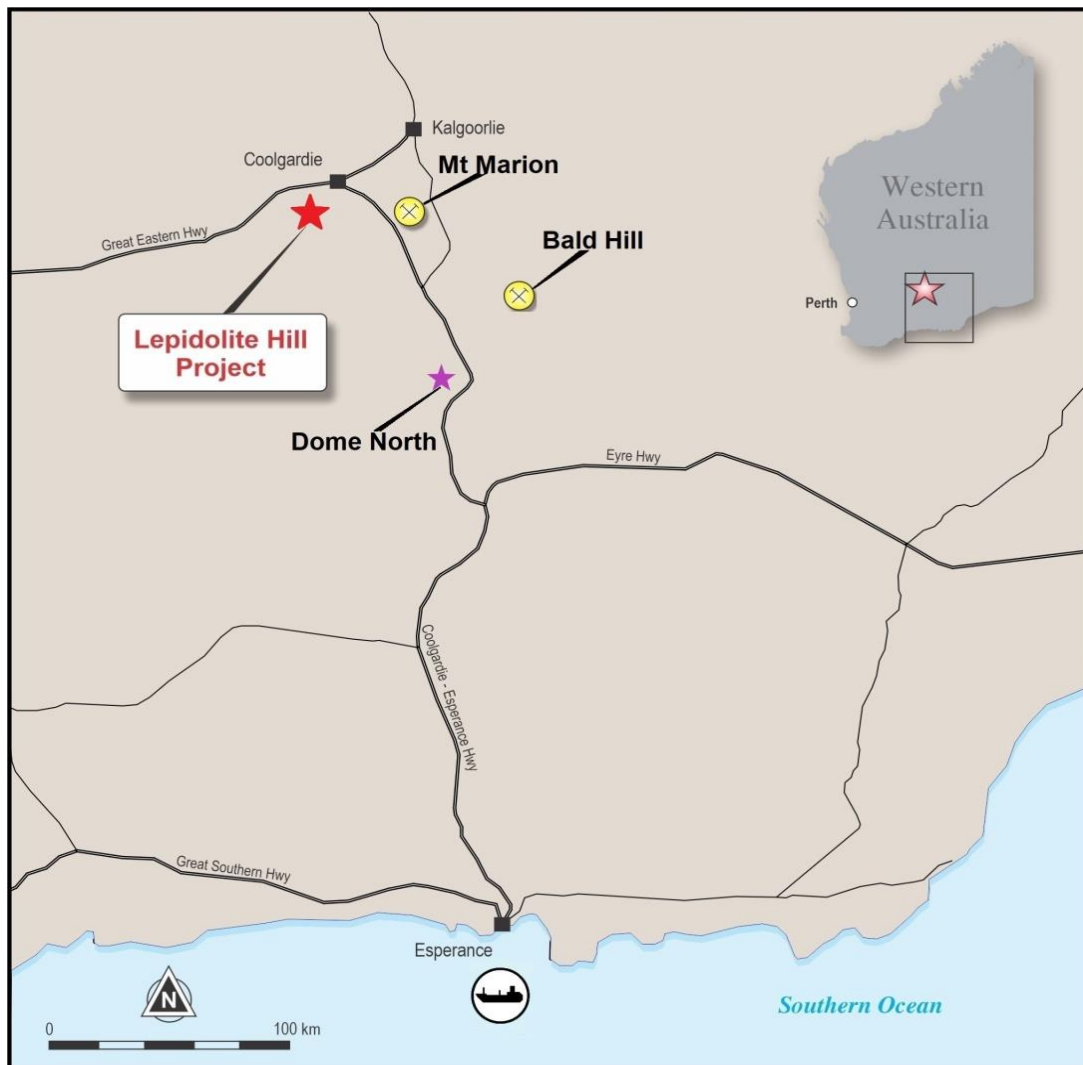 Kalgoorlie
Coolgardie
Mt Marion
Western
Australia
Great Eastern Hwy
Bald Hill
Perth
Lepidolite Hill
Project
Dome North
Eyre Hwy
Coolgardie - Esperance Hwy
Great Southern Hwy
Esperance
N
Southern Ocean
0
100 km